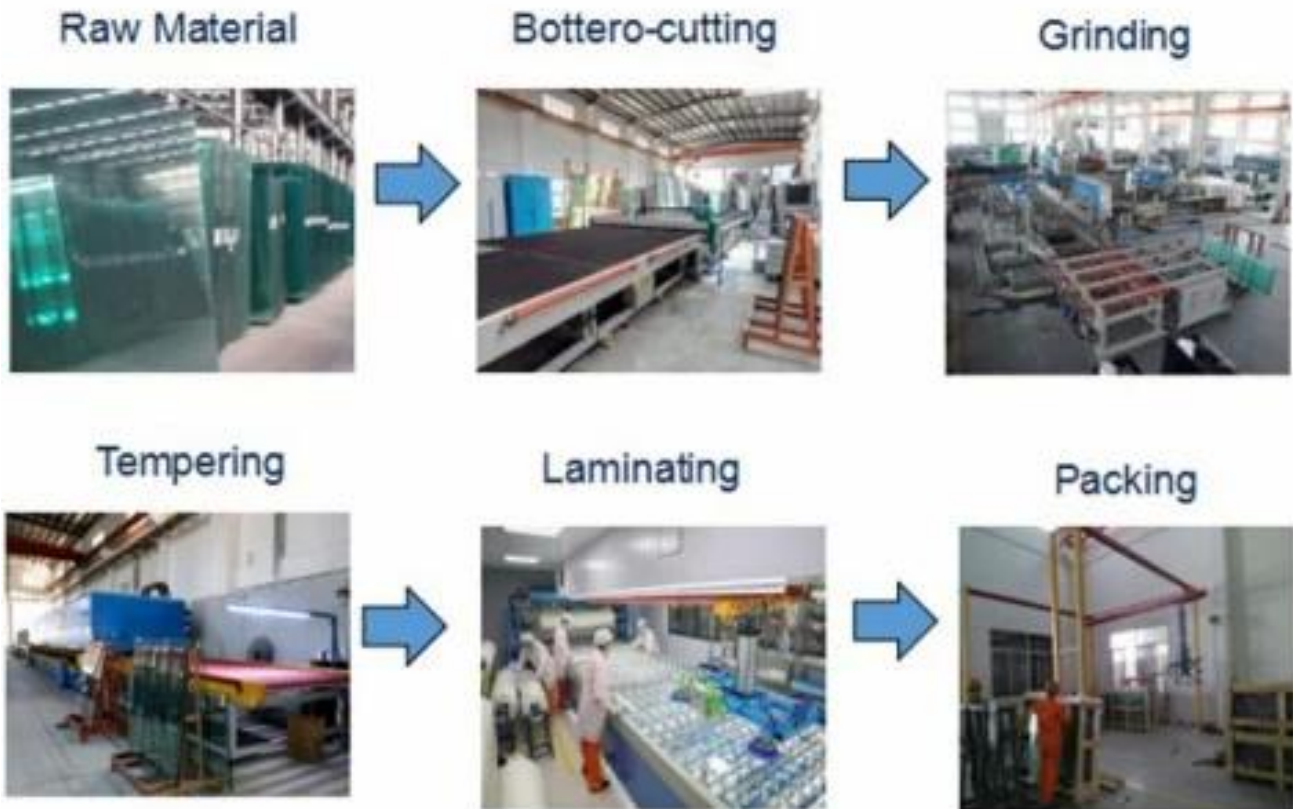 Raw Material
Bottero-cutting
Grinding
Tempering
Laminating
Packing